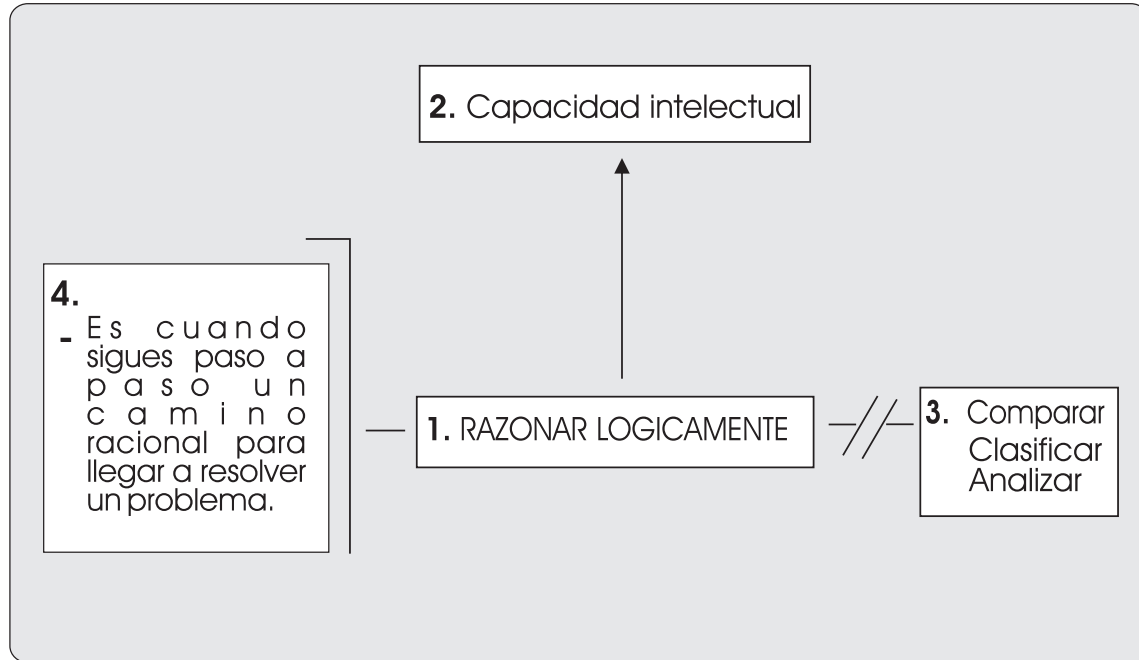 2. Capacidad intelectual
4.
- Es cuando
sigues paso a
paso un
camino
racional para
llegar a resolver
un problema.
1. RAZONAR LOGICAMENTE
3. Comparar
Clasificar
Analizar